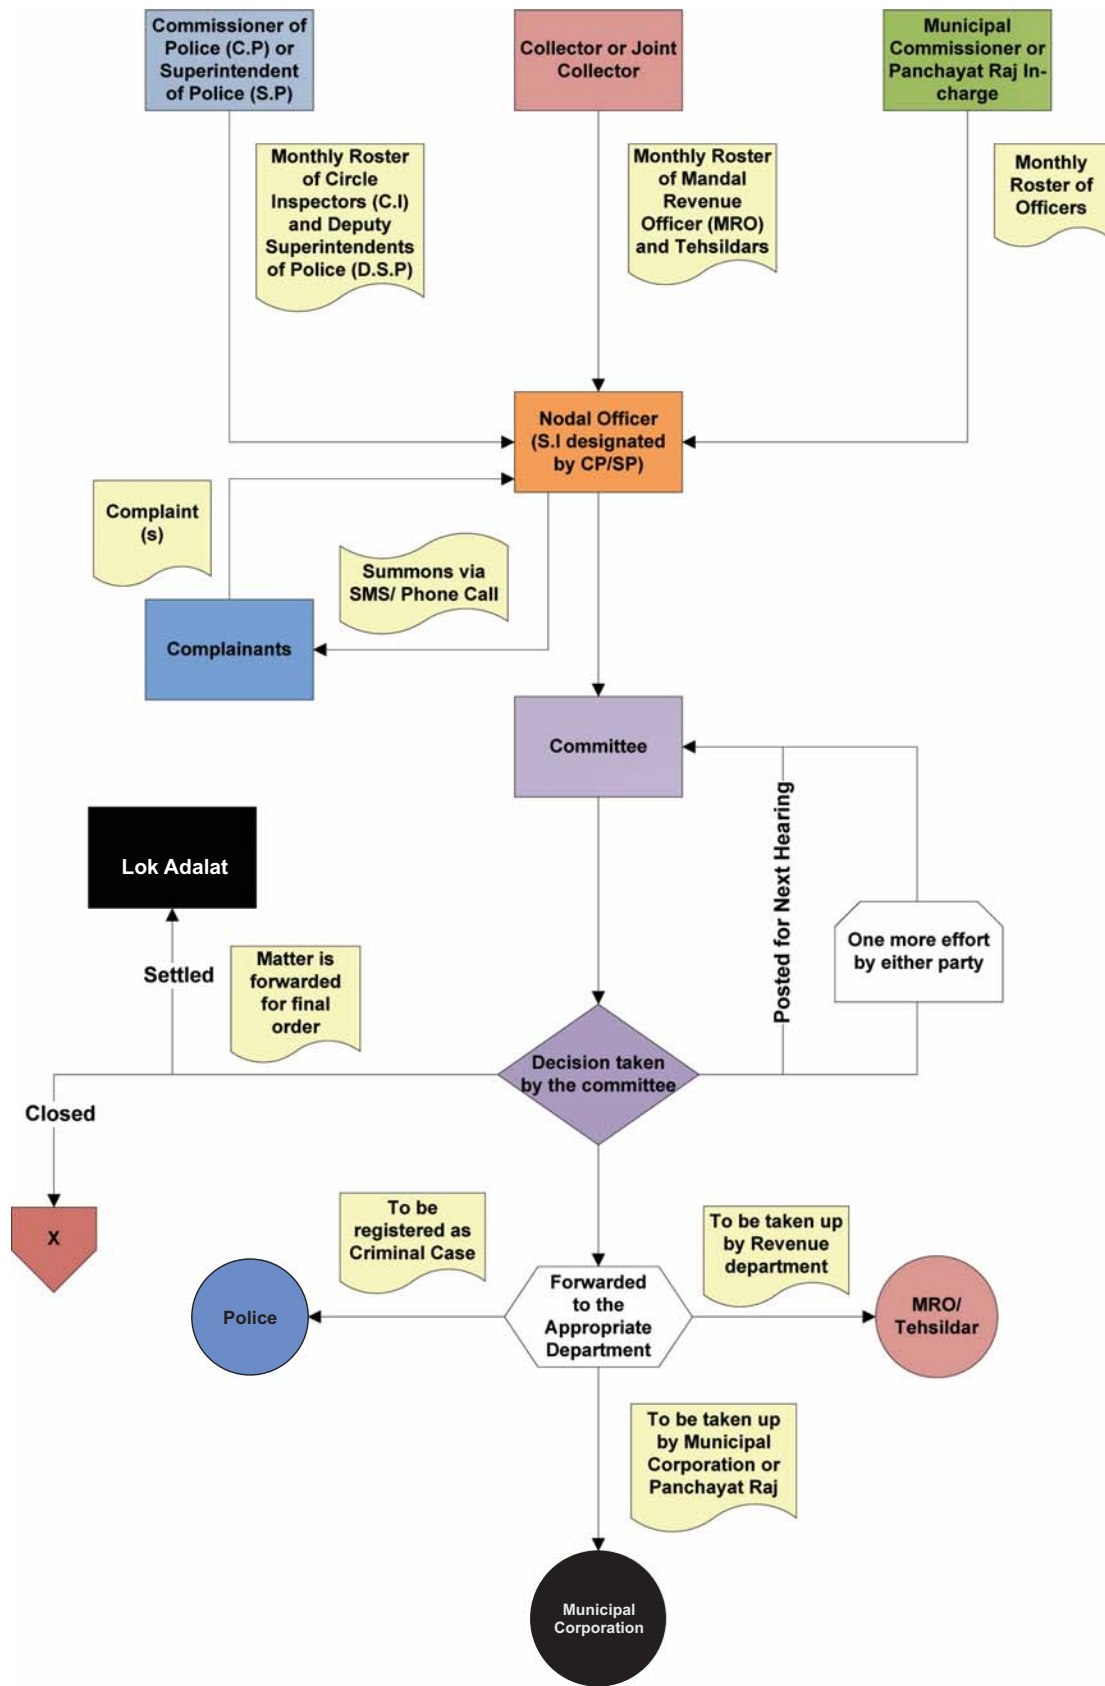 Commissioner of
Police (C.P) or
Superintendent
of Police (S.P)
Collector or Joint
Collector
Municipal
Commissioner or
Panchayat Raj In-
charge
Monthly Roster
of Circle
Inspectors (C.I)
and Deputy
Superintendents
of Police (D.S.P)
Monthly Roster
of Mandal
Revenue
Officer (MRO)
and Tehsildars
Monthly
Roster of
Officers
Nodal Officer
(S.I designated
by CP/SP)
Complaint
(s)
Summons via
SMS/ Phone Call
Complainants
Committee
Posted for Next Hearing
Lok Adalat
One more effort
by either party
Settled
Matter is
forwarded
for final
order
Decision taken
by the committee
Closed
X
To be
registered as
Criminal Case
To be taken up
by Revenue
department
Forwarded
to the
Appropriate
Department
Police
MRO/
Tehsildar
To be taken up
by Municipal
Corporation or
Panchayat Raj
Municipal
Corporation